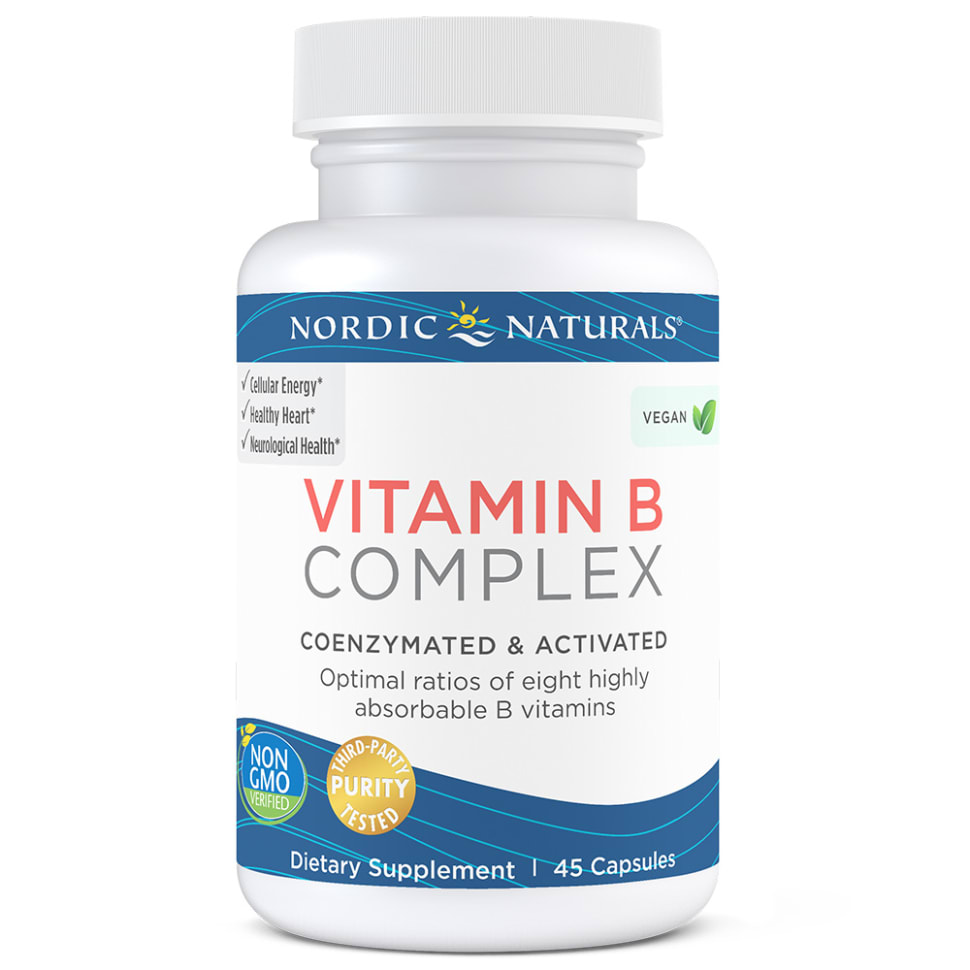 NORDIC NATURALS®
✓ Cellular Energy*
✓ Healthy Heart*
✓ Neurological Health*
VEGAN
VITAMIN B
COMPLEX
COENZYMATED & ACTIVATED
Optimal ratios of eight highly
absorbable B vitamins
NON
GMO
VERIFIED
THIRD-PARTY
PURITY
TESTED
Dietary Supplement | 45 Capsules